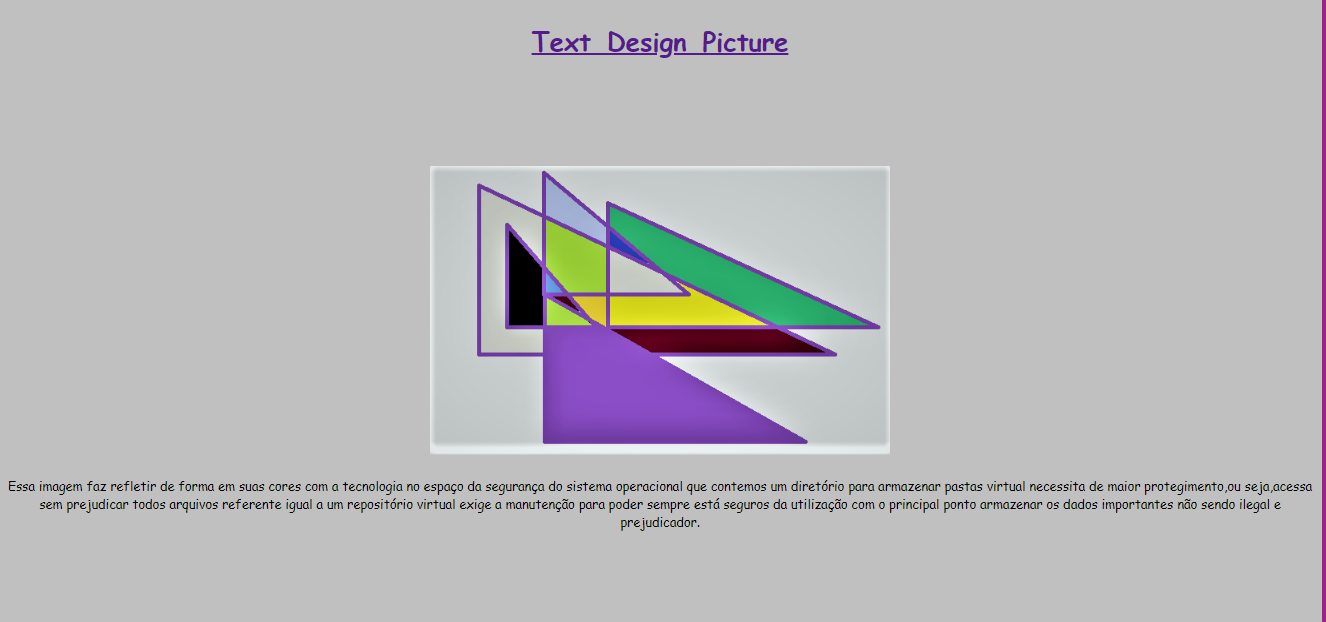 Text Design Picture
Essa imagem faz refletir de forma em suas cores com a tecnologia no espaço da segurança do sistema operacional que contemos um diretório para armazenar pastas virtual necessita de maior protegimento,ou seja,acessa
sem prejudicar todos arquivos referente igual a um repositório virtual exige a manutenção para poder sempre está seguros da utilização com o principal ponto armazenar os dados importantes não sendo ilegal e
prejudicador.